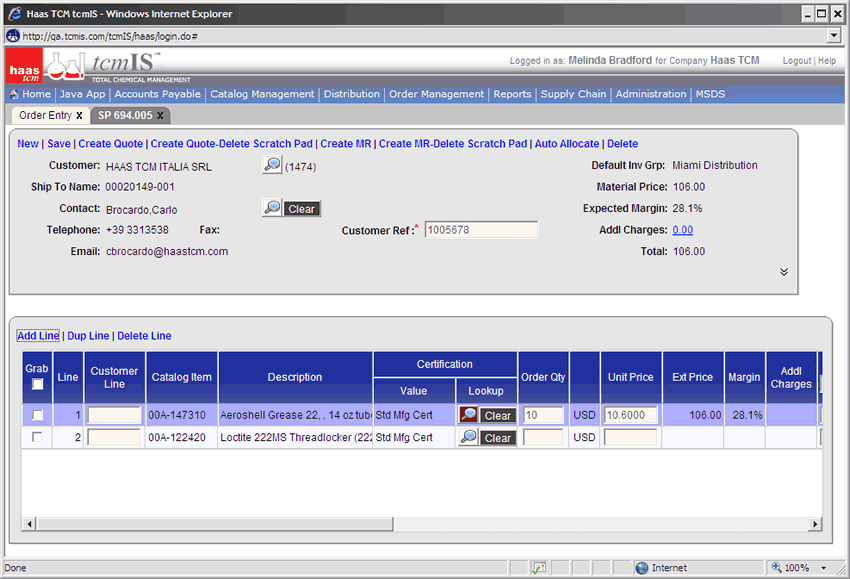 Haas TCM tcmIS - Windows Internet Explorer
http://qa.tcmis.com/tcmIS/haas/login.do#
haas tcm
tcmIS™
TOTAL CHEMICAL MANAGEMENT
Logged in as: Melinda Bradford for Company Haas TCM
Logout | Help
Home | Java App | Accounts Payable | Catalog Management | Distribution | Order Management | Reports | Supply Chain | Administration | MSDS
Order Entry x
SP 694.005 x
New | Save | Create Quote | Create Quote-Delete Scratch Pad | Create MR | Create MR-Delete Scratch Pad | Auto Allocate | Delete
Customer: HAAS TCM ITALIA SRL (1474) Default Inv Grp: Miami Distribution
Ship To Name: 00020149-001 Material Price: 106.00
Contact: Brocardo,Carlo Clear Expected Margin: 28.1%
Telephone: +39 3313538 Fax: Customer Ref :* 1005678 Addl Charges: 0.00
Email: cbrocardo@haastcm.com Total: 106.00
Add Line | Dup Line | Delete Line
Grab Line Customer Line Catalog Item Description Certification Value Lookup Order Qty Unit Price Ext Price Margin Addl Charges
1 00A-147310 Aeroshell Grease 22, , 14 oz tube Std Mfg Cert Clear 10 USD 10.6000 106.00 28.1%
2 00A-122420 Loctite 222MS Threadlocker (222 Std Mfg Cert Clear USD
Done Internet 100%